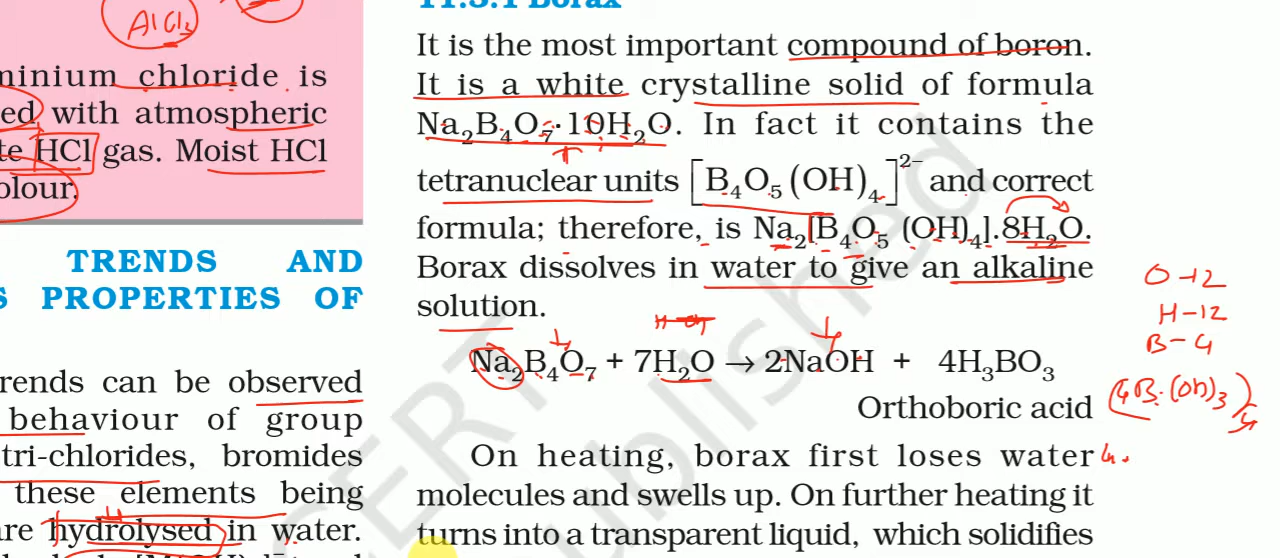 AlCl3
minium chloride is
ed with atmospheric
te HCl gas. Moist HCl
olour.
TRENDS AND
S PROPERTIES OF
rends can be observed
behaviour of group
tri-chlorides, bromides
these elements being
are hydrolysed in water.
11.3.1 Borax
It is the most important compound of boron.
It is a white crystalline solid of formula
Na₂B₄O₇·10H₂O. In fact it contains the
tetranuclear units [B₄O₅(OH)₄]²⁻ and correct
formula; therefore, is Na₂[B₄O₅ (OH)₄].8H₂O.
Borax dissolves in water to give an alkaline
solution.
H OH
Na₂B₄O₇ + 7H₂O → 2NaOH + 4H₃BO₃
Orthoboric acid
On heating, borax first loses water
molecules and swells up. On further heating it
turns into a transparent liquid, which solidifies
O-12
H-12
B-4
(4B.(OH)3)